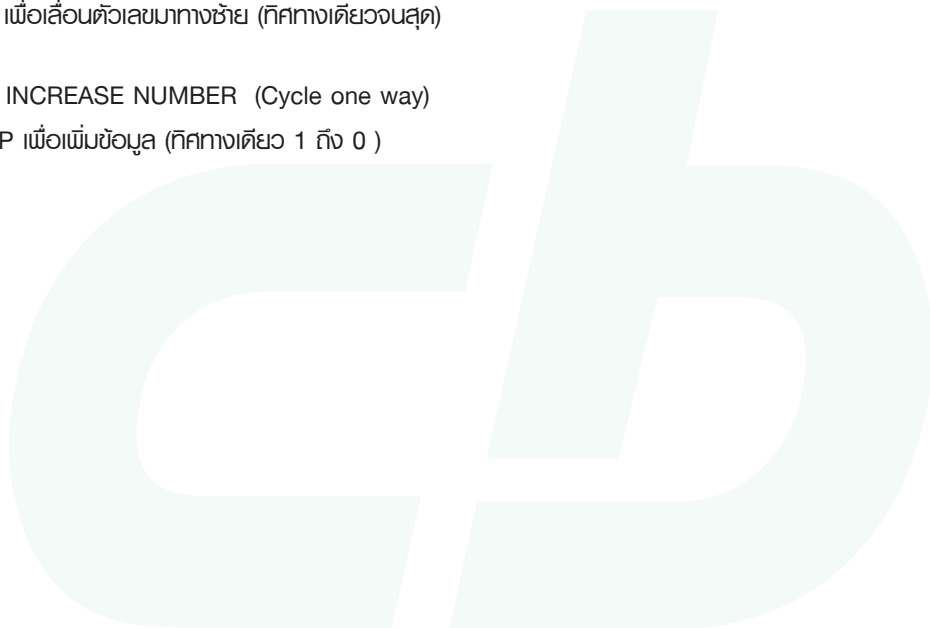 เพื่อเลื่อนตัวเลขมาทางซ้าย (ทิศทางเดียวจนสุด)
INCREASE NUMBER (Cycle one way)
P เพื่อเพิ่มข้อมูล (ทิศทางเดียว 1 ถึง 0 )
cb